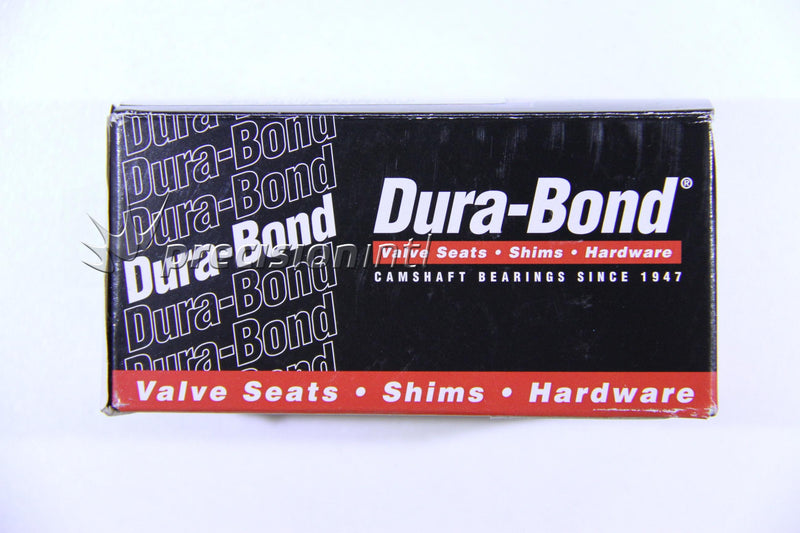 Dura-Bond
Dura-Bond
Dura-Bond
Dura-Bond
Dura-Bond
Dura-Bond
Dura-Bond®
Valve Seats · Shims · Hardware
CAMSHAFT BEARINGS SINCE 1947
precisionintl
Valve Seats · Shims · Hardware